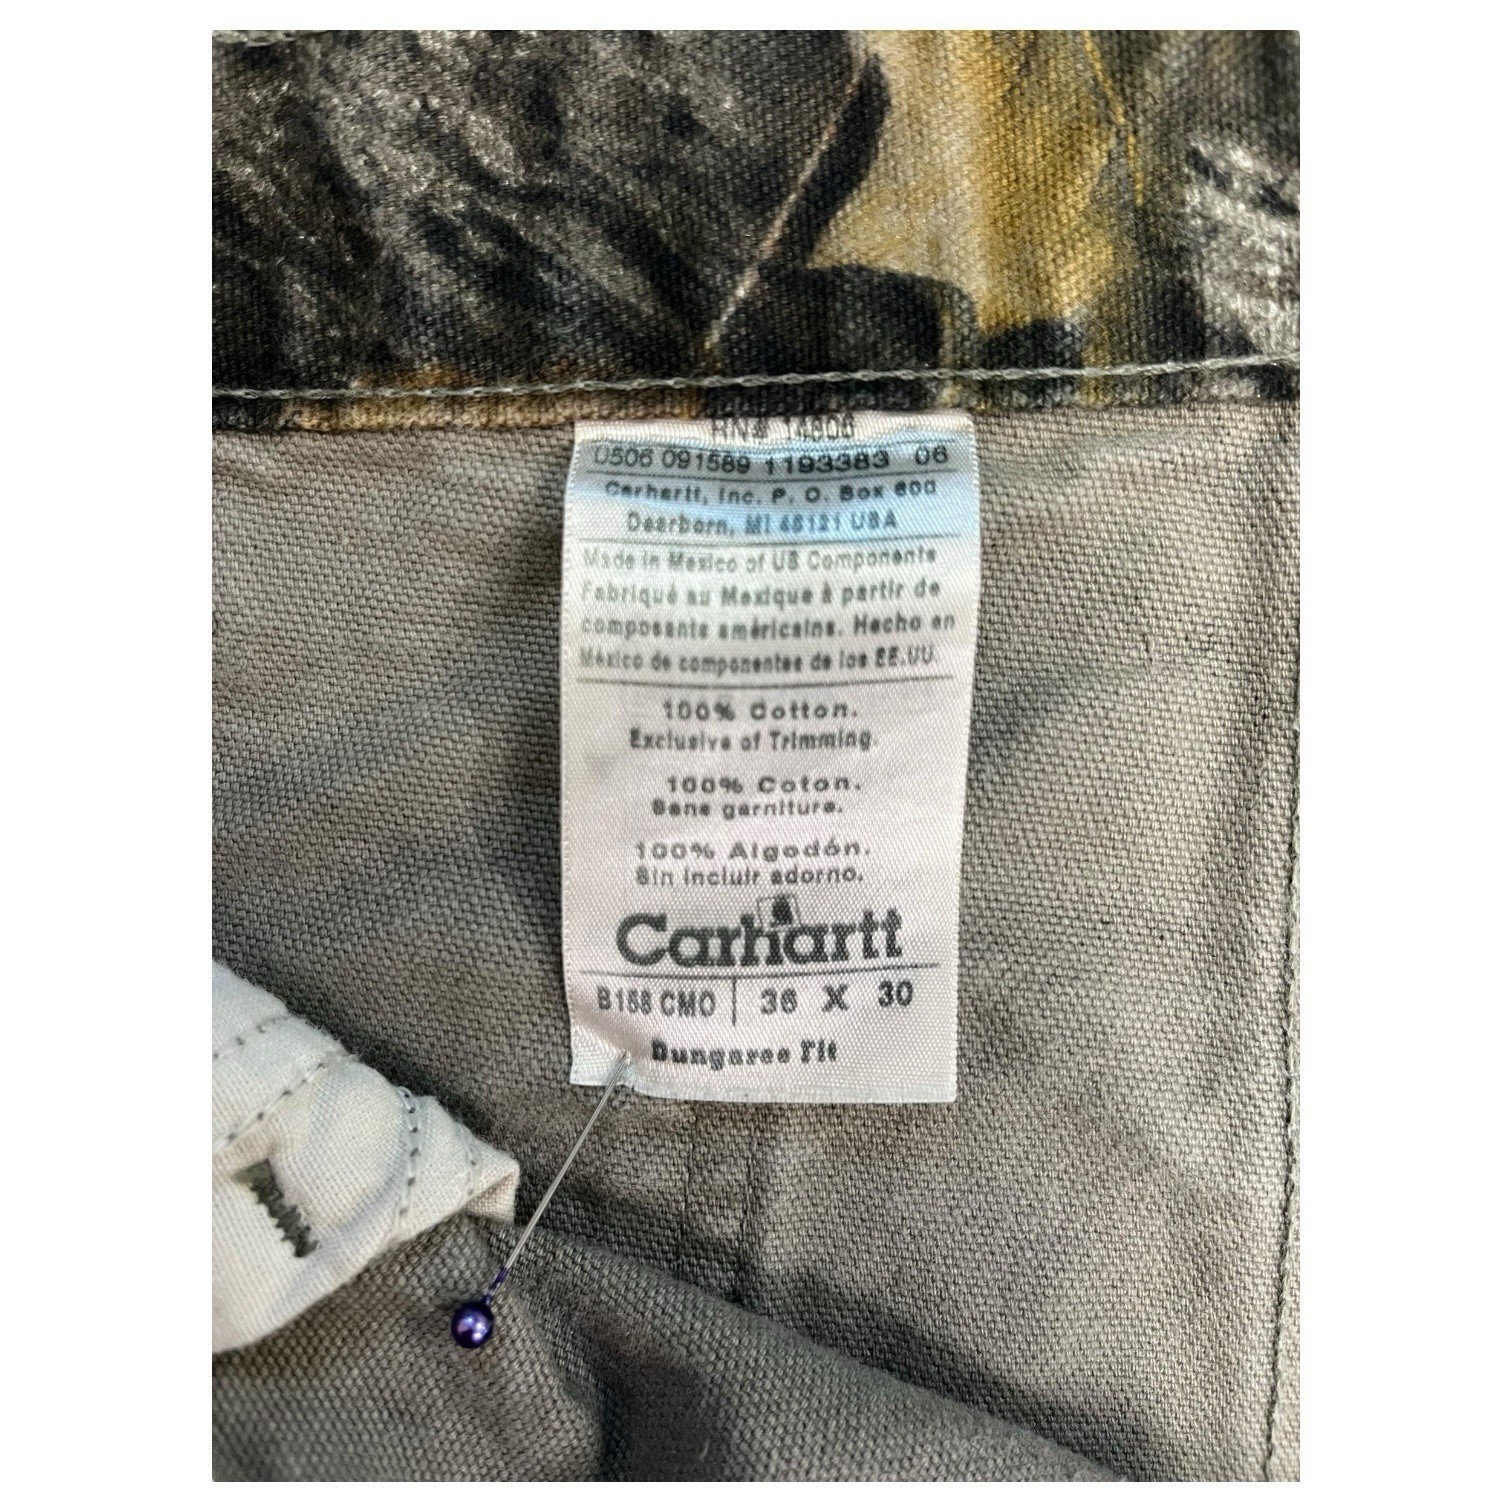 RN# 14806
0506 091589 1193383 06
Carhartt, Inc. P. O. Box 600
Dearborn, MI 48121 USA
Made in Mexico of US Components
Fabriqué au Mexique à partir de
composants américains. Hecho en
México de componentes de los EE.UU.
100% Cotton.
Exclusive of Trimming.
100% Coton.
Sans garniture.
100% Algodón.
Sin incluir adorno.
Carhartt
B158 CMO | 36 X 30
Dungaree Fit